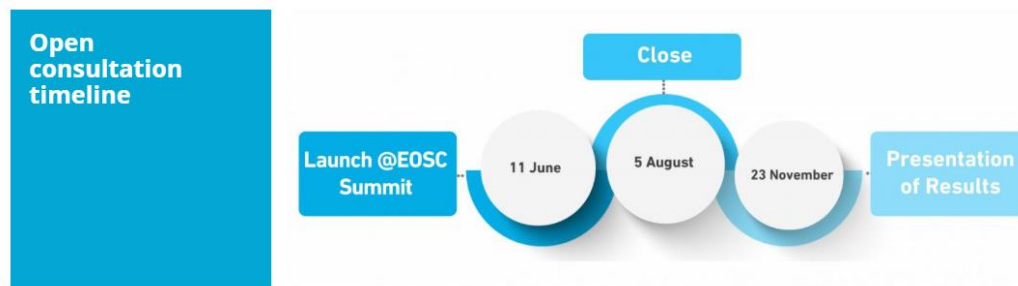 Open
consultation
timeline
Close
Launch @EOSC
Summit
11 June
5 August
23 November
Presentation
of Results